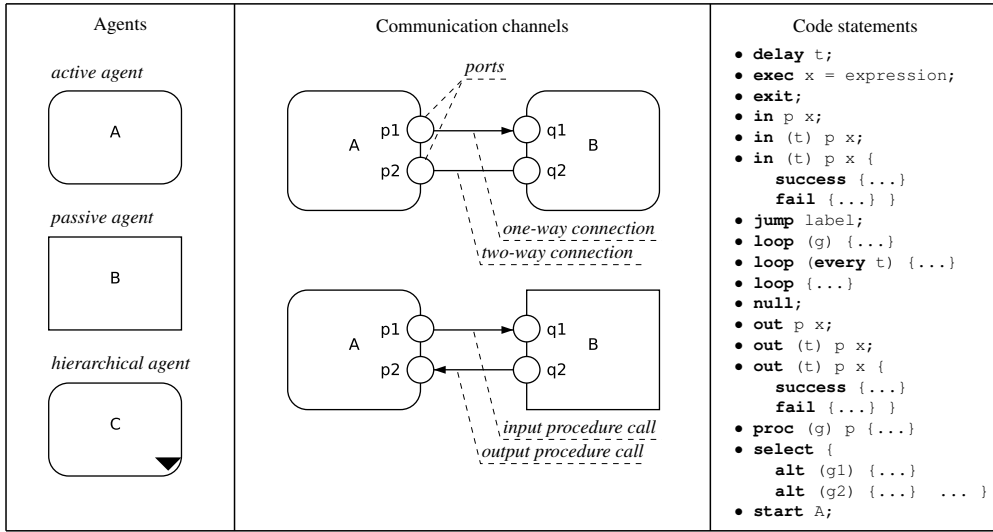 Agents
active agent
A
passive agent
B
hierarchical agent
C
Communication channels
ports
A
p1
p2
q1
q2
B
one-way connection
two-way connection
A
p1
p2
q1
q2
B
input procedure call
output procedure call
Code statements
• delay t;
• exec x = expression;
• exit;
• in p x;
• in (t) p x;
• in (t) p x {
success {...}
fail {...} }
• jump label;
• loop (g) {...}
• loop (every t) {...}
• loop {...}
• null;
• out p x;
• out (t) p x;
• out (t) p x {
success {...}
fail {...} }
• proc (g) p {...}
• select {
alt (g1) {...}
alt (g2) {...} ... }
• start A;